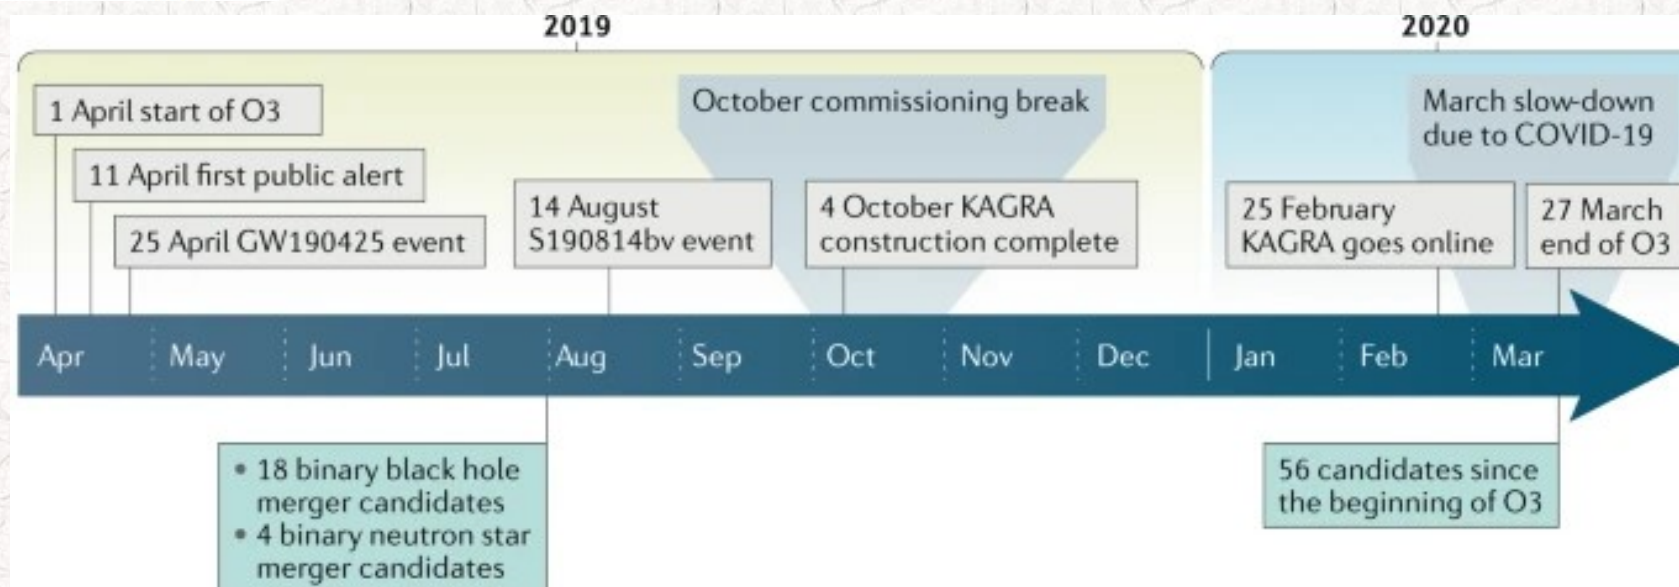 2019
2020
1 April start of O3
11 April first public alert
25 April GW190425 event
14 August
S190814bv event
October commissioning break
4 October KAGRA
construction complete
March slow-down
due to COVID-19
25 February
KAGRA goes online
27 March
end of O3
Apr May Jun Jul Aug Sep Oct Nov Dec Jan Feb Mar
• 18 binary black hole
merger candidates
• 4 binary neutron star
merger candidates
56 candidates since
the beginning of O3